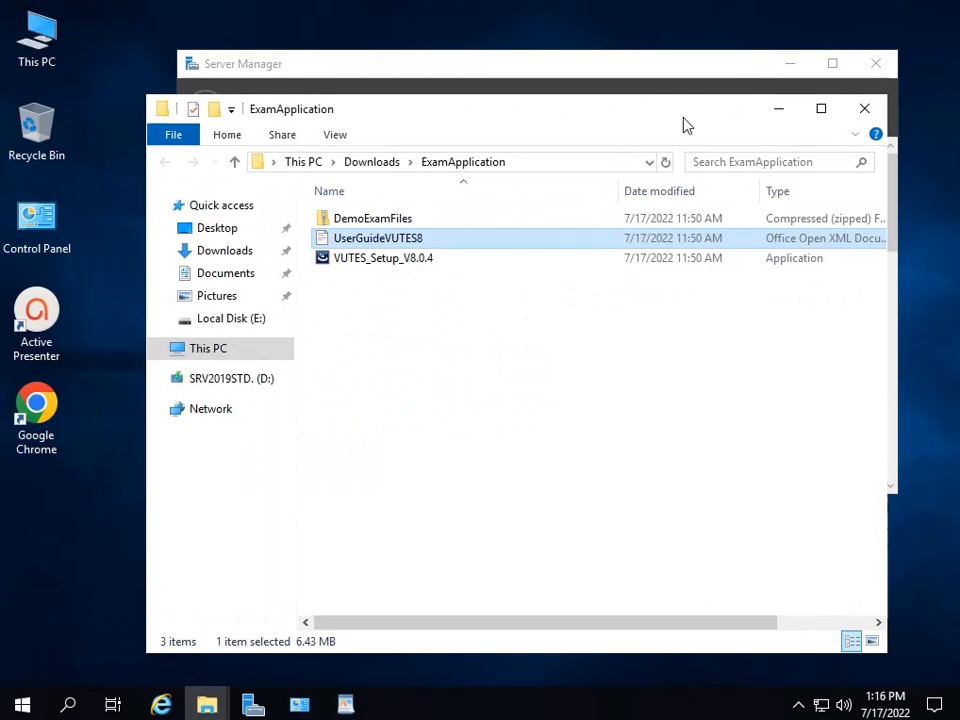 This PC
Recycle Bin
Control Panel
Active
Presenter
Google
Chrome
Server Manager
ExamApplication
File
Home
Share
View
This PC
Downloads
ExamApplication
Search ExamApplication
Name
Date modified
Type
DemoExamFiles
7/17/2022 11:50 AM
Compressed (zipped) F...
UserGuideVUTES8
7/17/2022 11:50 AM
Office Open XML Docu...
VUTES_Setup_V8.0.4
7/17/2022 11:50 AM
Application
Quick access
Desktop
Downloads
Documents
Pictures
Local Disk (E:)
This PC
SRV2019STD. (D:)
Network
3 items
1 item selected 6.43 MB
1:16 PM
7/17/2022